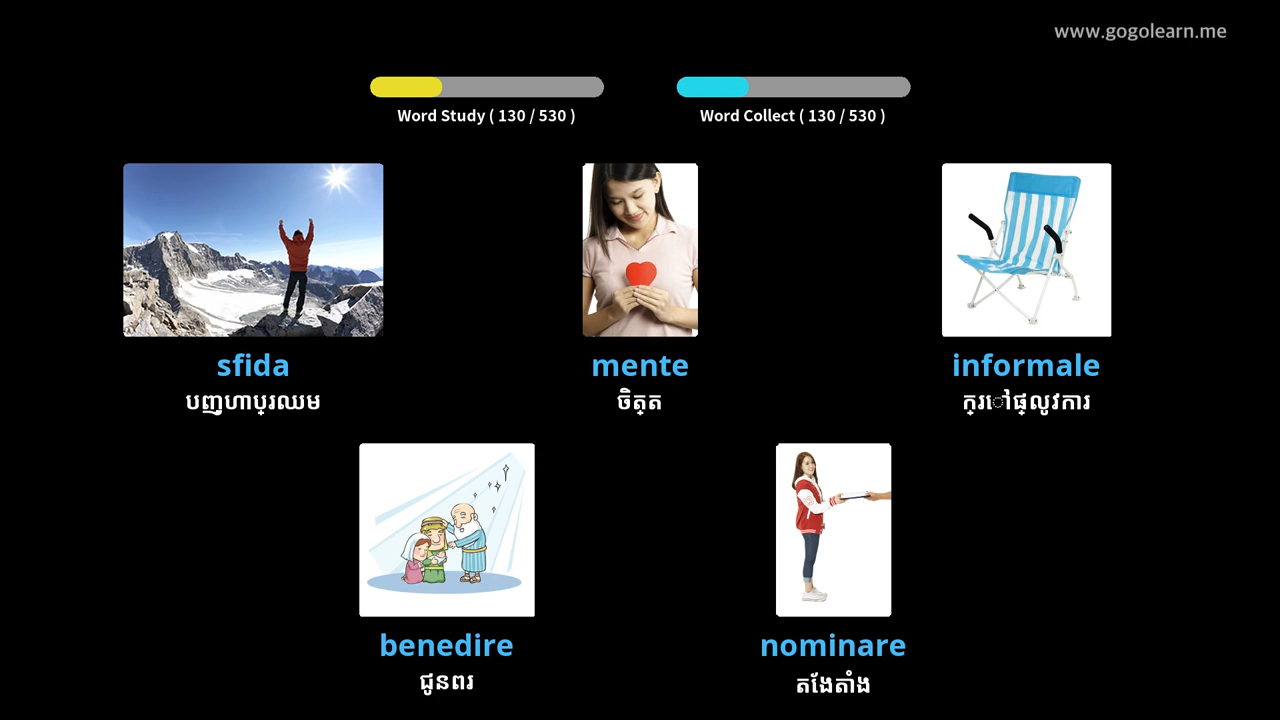 www.gogolearn.me
Word Study ( 130 / 530 )
Word Collect ( 130 / 530 )
sfida
បញ្ហាប្រឈម
mente
ចិត្ត
informale
ក្រៅផ្លូវការ
benedire
ជូនពរ
nominare
តែងតាំង